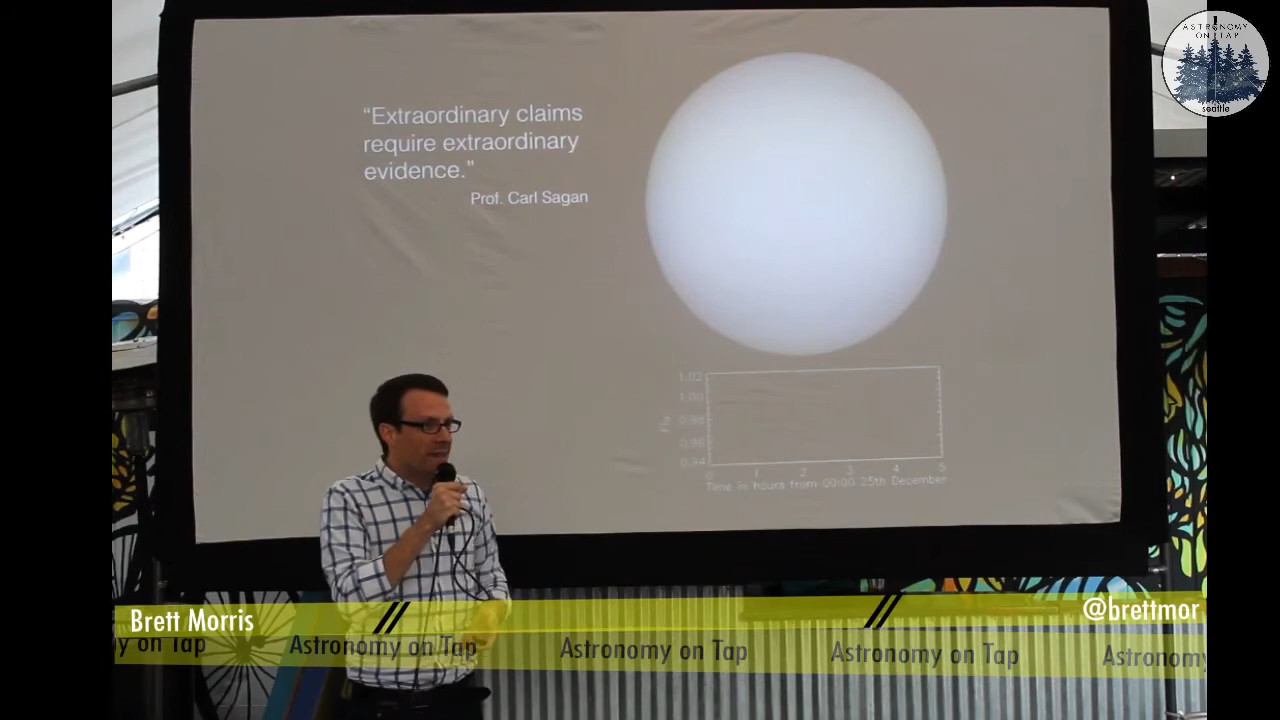 ASTRONOMY
ON TAP
seattle
“Extraordinary claims
require extraordinary
evidence.”
Prof. Carl Sagan
1.02
1.00
0.98
0.96
0.94
0 1 2 3 4 5
Time in hours from 00:00 25th December
Brett Morris // // @brettmor
y on Tap Astronomy on Tap Astronomy on Tap Astronomy on Tap Astronomy